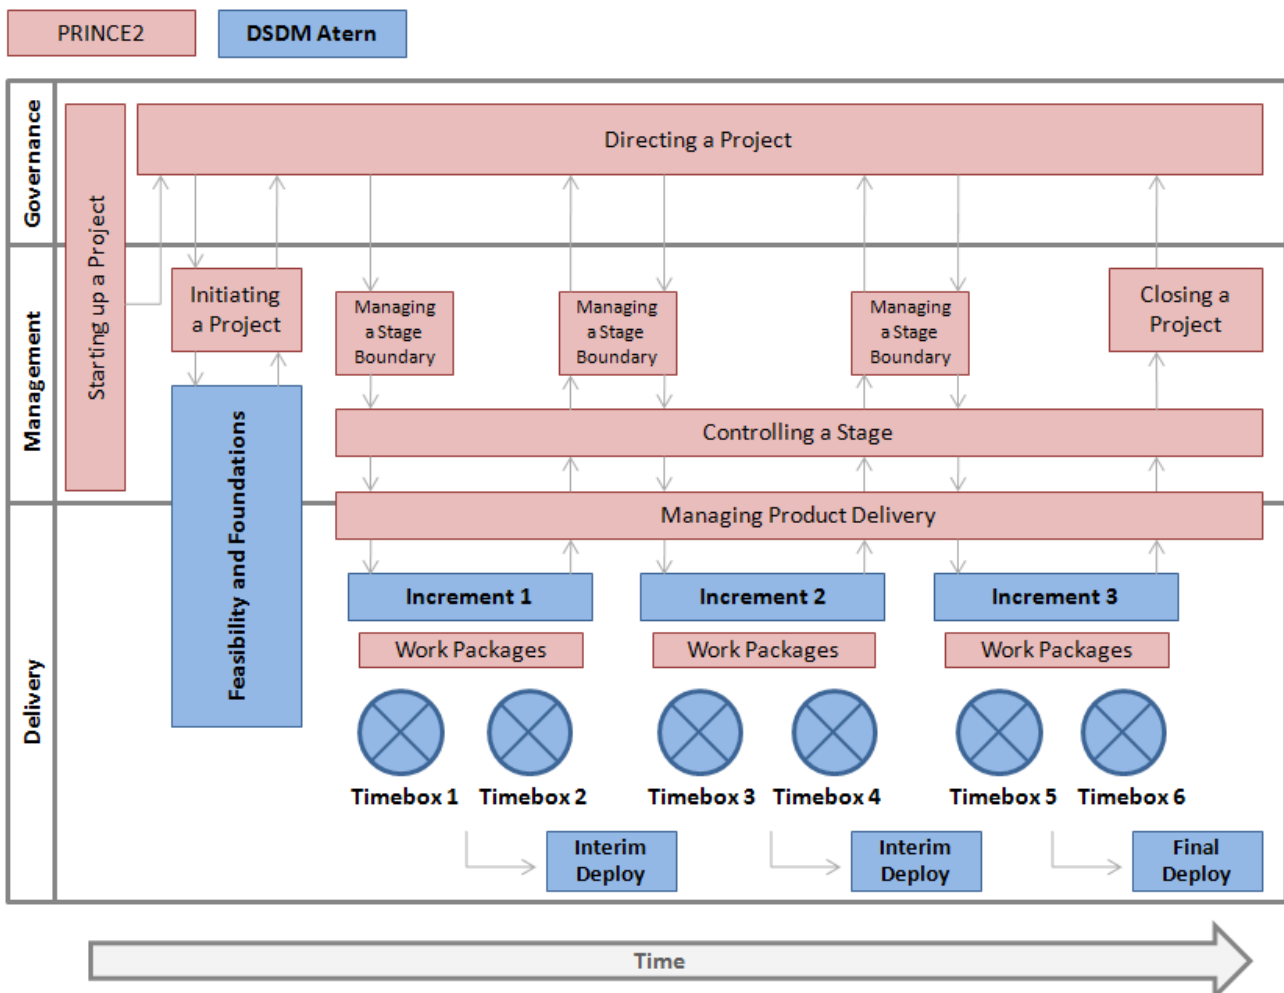 PRINCE2
DSDM Atern
Governance
Management
Delivery
Starting up a Project
Directing a Project
Initiating
a Project
Managing
a Stage
Boundary
Managing
a Stage
Boundary
Managing
a Stage
Boundary
Closing a
Project
Feasibility and Foundations
Controlling a Stage
Managing Product Delivery
Increment 1
Increment 2
Increment 3
Work Packages
Work Packages
Work Packages
Timebox 1
Timebox 2
Timebox 3
Timebox 4
Timebox 5
Timebox 6
Interim
Deploy
Interim
Deploy
Final
Deploy
Time